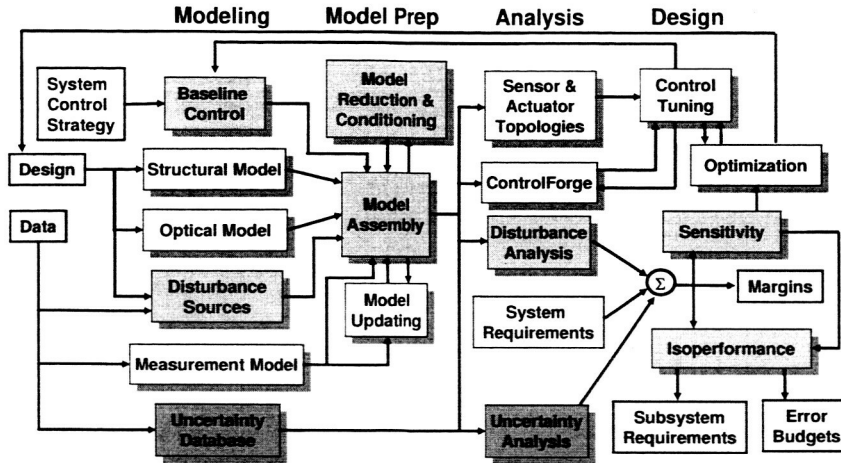 Modeling Model Prep Analysis Design
System
Control
Strategy
Baseline
Control
Model
Reduction &
Conditioning
Sensor &
Actuator
Topologies
Control
Tuning
Design
Structural Model
Model
Assembly
ControlForge
Optimization
Data
Optical Model
Disturbance
Analysis
Sensitivity
Disturbance
Sources
Model
Updating
System
Requirements
Σ
Margins
Measurement Model
Isoperformance
Uncertainty
Database
Uncertainty
Analysis
Subsystem
Requirements
Error
Budgets